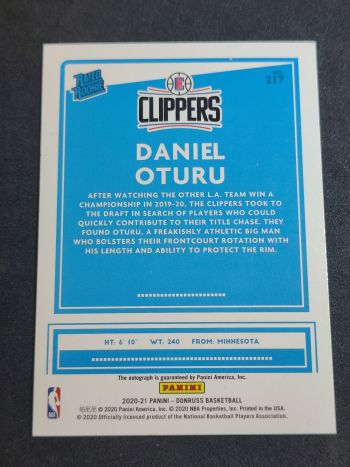 RATED
ROOKIE
CLIPPERS
NO.
217
DANIEL
OTURU
AFTER WATCHING THE OTHER L.A. TEAM WIN A
CHAMPIONSHIP IN 2019-20, THE CLIPPERS TOOK TO
THE DRAFT IN SEARCH OF PLAYERS WHO COULD
QUICKLY CONTRIBUTE TO THEIR TITLE CHASE. THEY
FOUND OTURU, A FREAKISHLY ATHLETIC BIG MAN
WHO BOLSTERS THEIR FRONTCOURT ROTATION WITH
HIS LENGTH AND ABILITY TO PROTECT THE RIM.
HT: 6' 10" WT: 240 FROM: MINNESOTA
The autograph is guaranteed by Panini America, Inc.
PANINI
2020-21 - DONRUSS BASKETBALL
帕尼尼 © 2020 Panini America, Inc. © 2020 NBA Properties, Inc. Printed in the USA.
© 2020 Officially licensed product of the National Basketball Players Association.
NBA